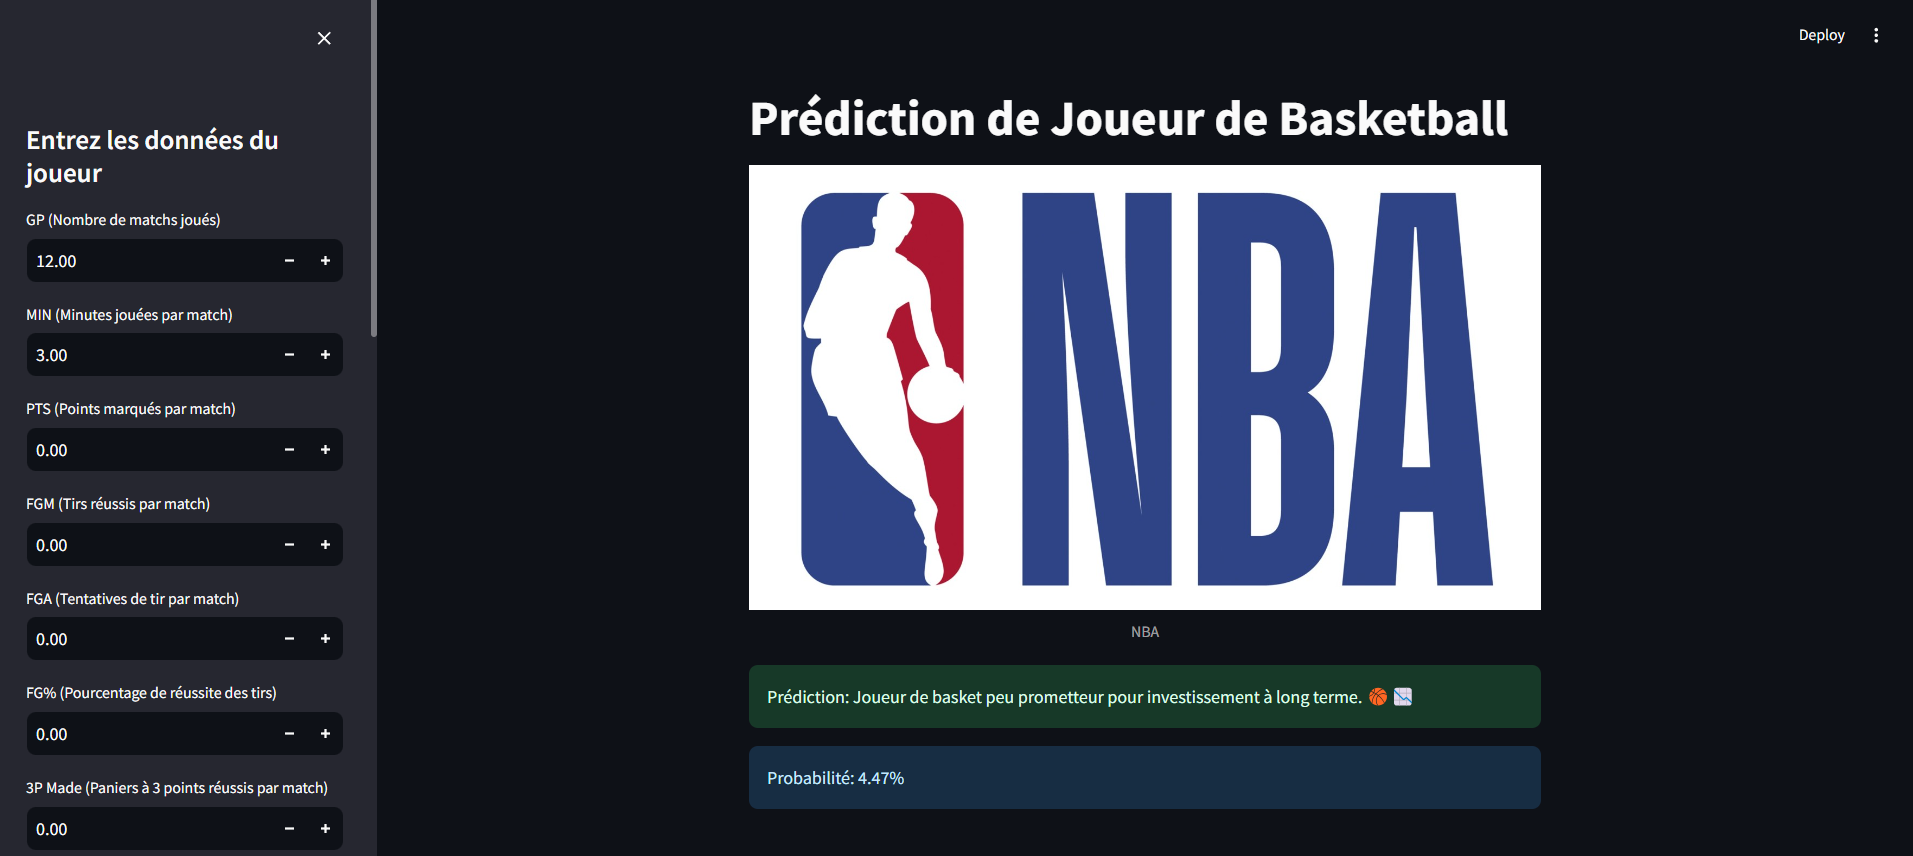 Entrez les données du
joueur
GP (Nombre de matchs joués)
12.00
MIN (Minutes jouées par match)
3.00
PTS (Points marqués par match)
0.00
FGM (Tirs réussis par match)
0.00
FGA (Tentatives de tir par match)
0.00
FG% (Pourcentage de réussite des tirs)
0.00
3P Made (Paniers à 3 points réussis par match)
0.00
Deploy
Prédiction de Joueur de Basketball
NBA
NBA
Prédiction: Joueur de basket peu prometteur pour investissement à long terme. 🏀 📉
Probabilité: 4.47%